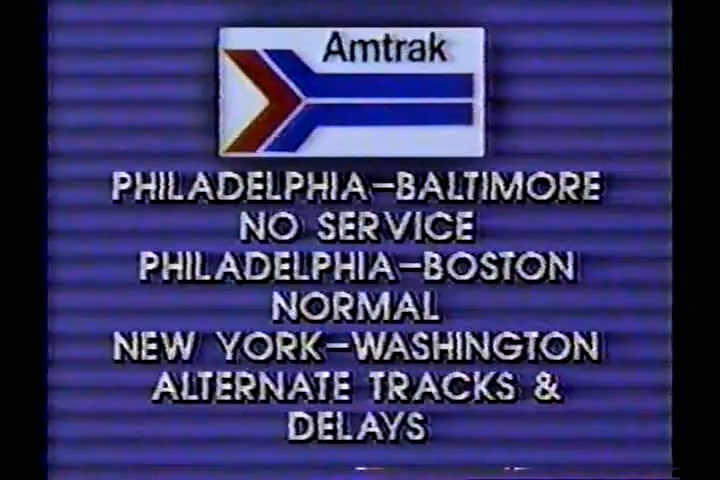 Amtrak
PHILADELPHIA-BALTIMORE
NO SERVICE
PHILADELPHIA-BOSTON
NORMAL
NEW YORK-WASHINGTON
ALTERNATE TRACKS &
DELAYS